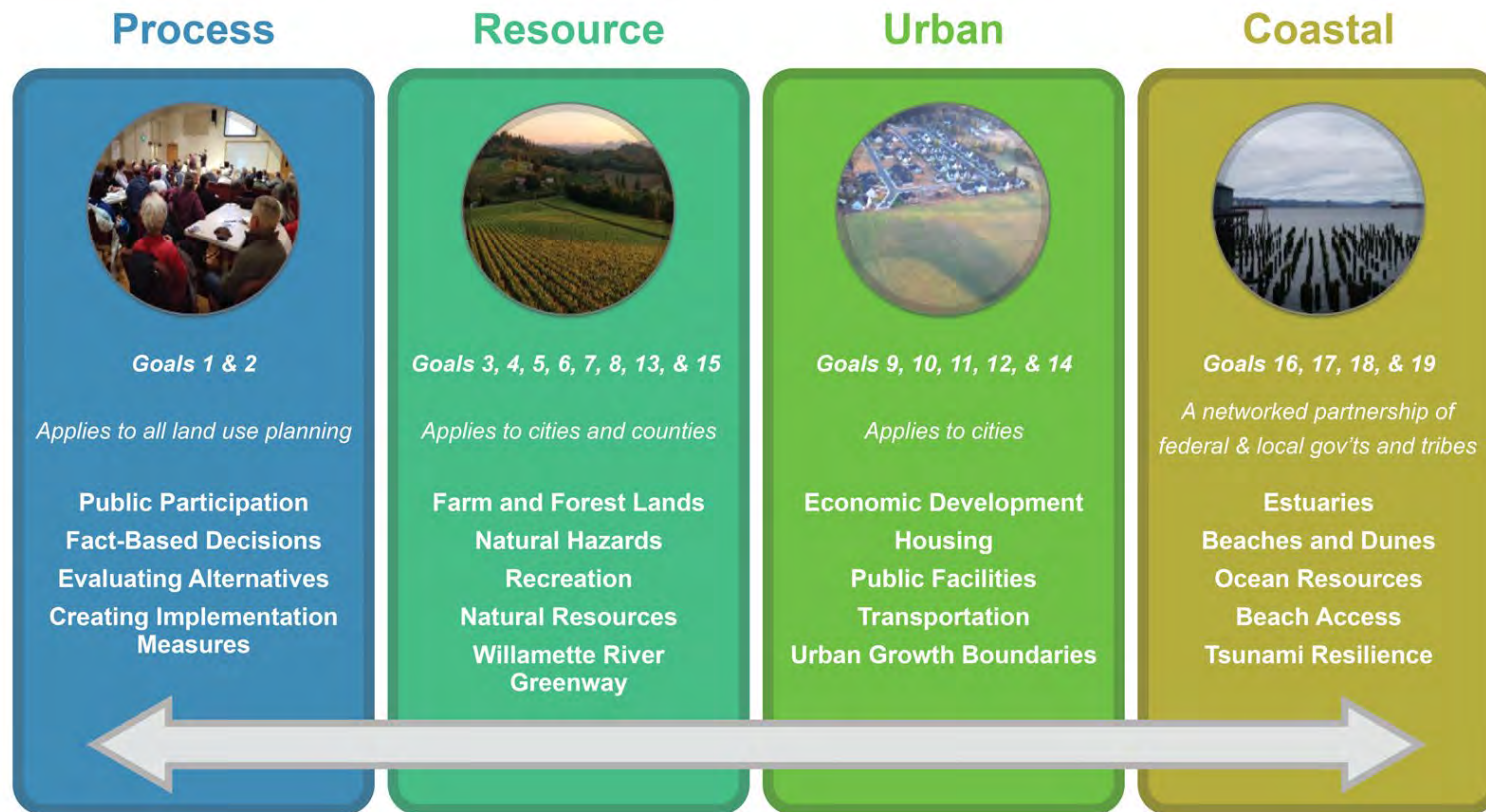 Process
Goals 1 & 2
Applies to all land use planning
Public Participation
Fact-Based Decisions
Evaluating Alternatives
Creating Implementation
Measures
Resource
Goals 3, 4, 5, 6, 7, 8, 13, & 15
Applies to cities and counties
Farm and Forest Lands
Natural Hazards
Recreation
Natural Resources
Willamette River
Greenway
Urban
Goals 9, 10, 11, 12, & 14
Applies to cities
Economic Development
Housing
Public Facilities
Transportation
Urban Growth Boundaries
Coastal
Goals 16, 17, 18, & 19
A networked partnership of
federal & local gov'ts and tribes
Estuaries
Beaches and Dunes
Ocean Resources
Beach Access
Tsunami Resilience